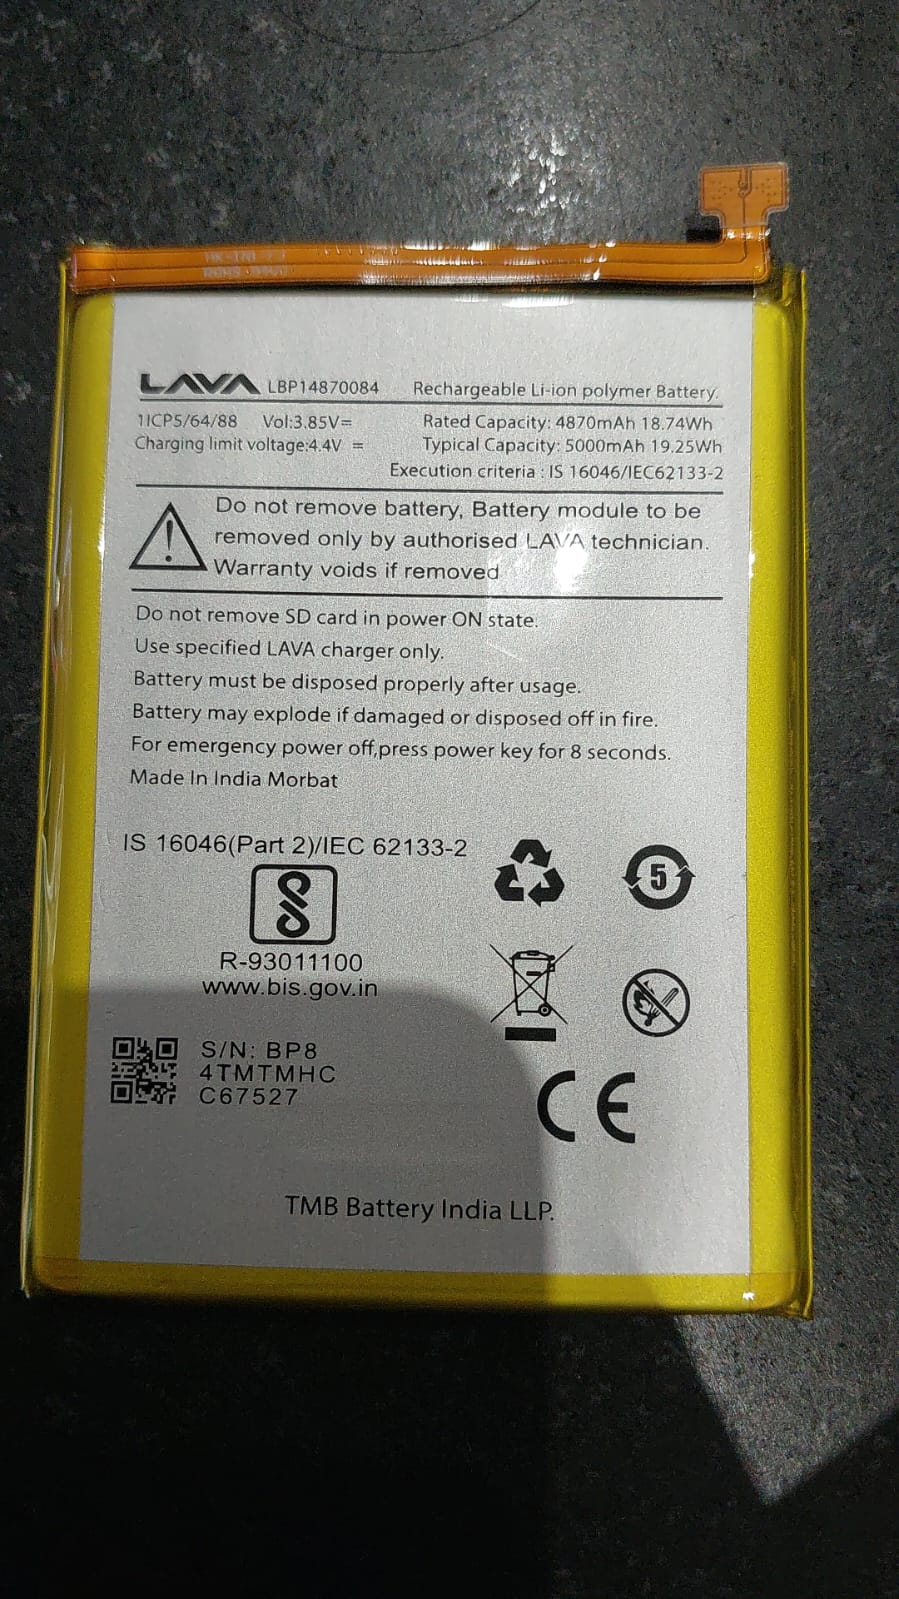 LAVA LBP14870084 Rechargeable Li-ion polymer Battery.
1ICP5/64/88 Vol:3.85V= Rated Capacity: 4870mAh 18.74Wh
Charging limit voltage:4.4V = Typical Capacity: 5000mAh 19.25Wh
Execution criteria : IS 16046/IEC62133-2
Do not remove battery, Battery module to be
removed only by authorised LAVA technician.
Warranty voids if removed
Do not remove SD card in power ON state.
Use specified LAVA charger only.
Battery must be disposed properly after usage.
Battery may explode if damaged or disposed off in fire.
For emergency power off,press power key for 8 seconds.
Made In India Morbat
IS 16046(Part 2)/IEC 62133-2
5
R-93011100
www.bis.gov.in
S/N: BP8
4TMTMHC
C67527
CE
TMB Battery India LLP.